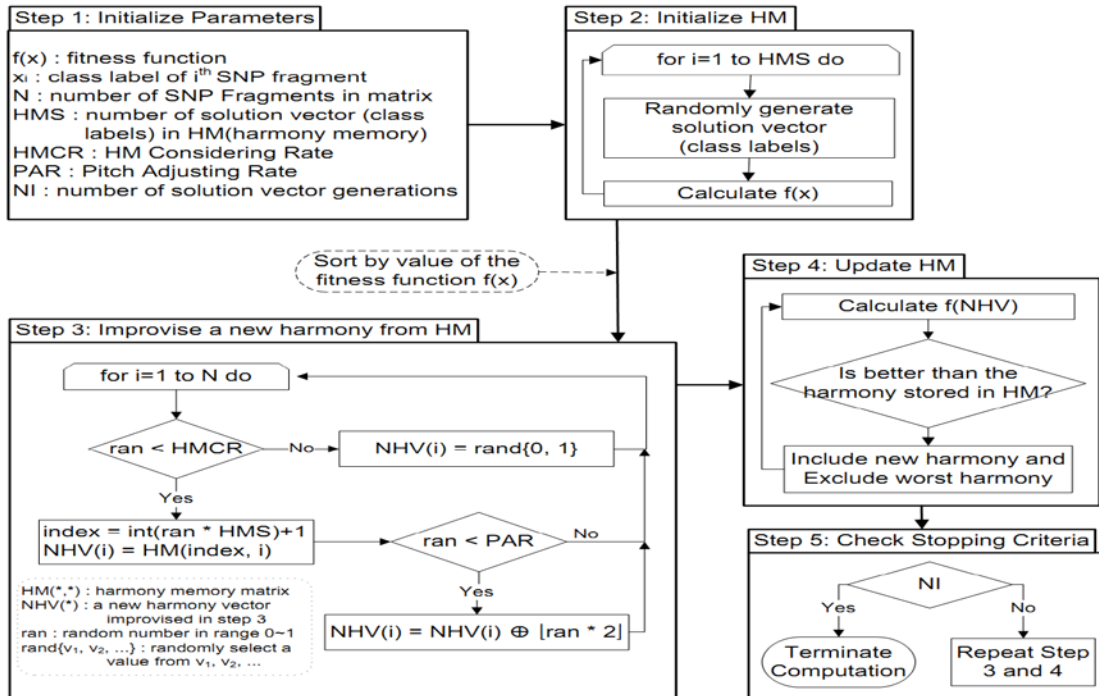 Step 1: Initialize Parameters
f(x) : fitness function
xᵢ : class label of iᵗʰ SNP fragment
N : number of SNP Fragments in matrix
HMS : number of solution vector (class
labels) in HM(harmony memory)
HMCR : HM Considering Rate
PAR : Pitch Adjusting Rate
NI : number of solution vector generations
Step 2: Initialize HM
for i=1 to HMS do
Randomly generate
solution vector
(class labels)
Calculate f(x)
Sort by value of the
fitness function f(x)
Step 3: Improvise a new harmony from HM
for i=1 to N do
ran < HMCR
No
NHV(i) = rand{0, 1}
Yes
index = int(ran * HMS)+1
NHV(i) = HM(index, i)
ran < PAR
No
Yes
NHV(i) = NHV(i) ⊕ ⌊ran * 2⌋
HM(*,*) : harmony memory matrix
NHV(*) : a new harmony vector
improvised in step 3
ran : random number in range 0~1
rand{v₁, v₂, ...} : randomly select a
value from v₁, v₂, ...
Step 4: Update HM
Calculate f(NHV)
Is better than the
harmony stored in HM?
Include new harmony and
Exclude worst harmony
Step 5: Check Stopping Criteria
NI
Yes
No
Terminate
Computation
Repeat Step
3 and 4